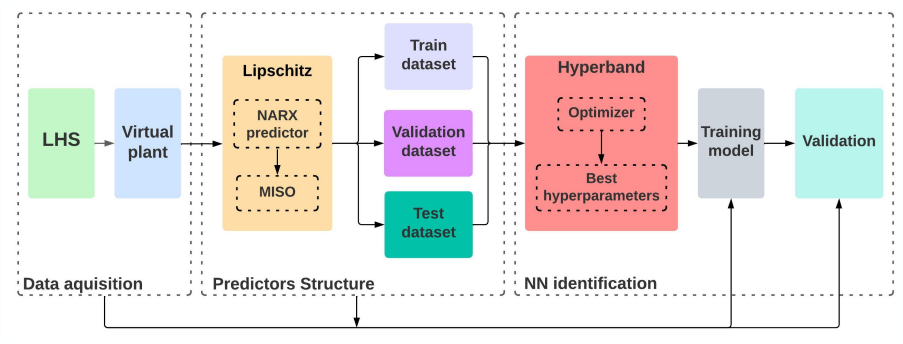 LHS
Virtual
plant
Data aquisition
Lipschitz
NARX
predictor
MISO
Train
dataset
Validation
dataset
Test
dataset
Predictors Structure
Hyperband
Optimizer
Best
hyperparameters
Training
model
Validation
NN identification